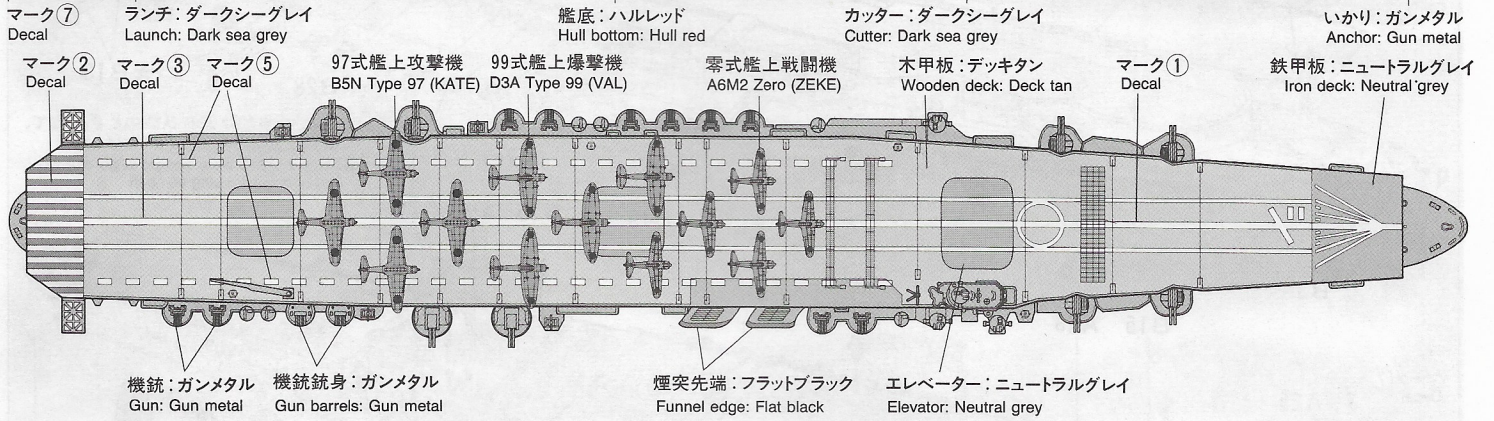 マーク⑦
Decal
ランチ：ダークシーグレイ
Launch: Dark sea grey
艦底：ハルレッド
Hull bottom: Hull red
カッター：ダークシーグレイ
Cutter: Dark sea grey
いかり：ガンメタル
Anchor: Gun metal
マーク②
Decal
マーク③
Decal
マーク⑤
Decal
97式艦上攻撃機
B5N Type 97 (KATE)
99式艦上爆撃機
D3A Type 99 (VAL)
零式艦上戦闘機
A6M2 Zero (ZEKE)
木甲板：デッキタン
Wooden deck: Deck tan
マーク①
Decal
鉄甲板：ニュートラルグレイ
Iron deck: Neutral grey
機銃：ガンメタル
Gun: Gun metal
機銃銃身：ガンメタル
Gun barrels: Gun metal
煙突先端：フラットブラック
Funnel edge: Flat black
エレベーター：ニュートラルグレイ
Elevator: Neutral grey